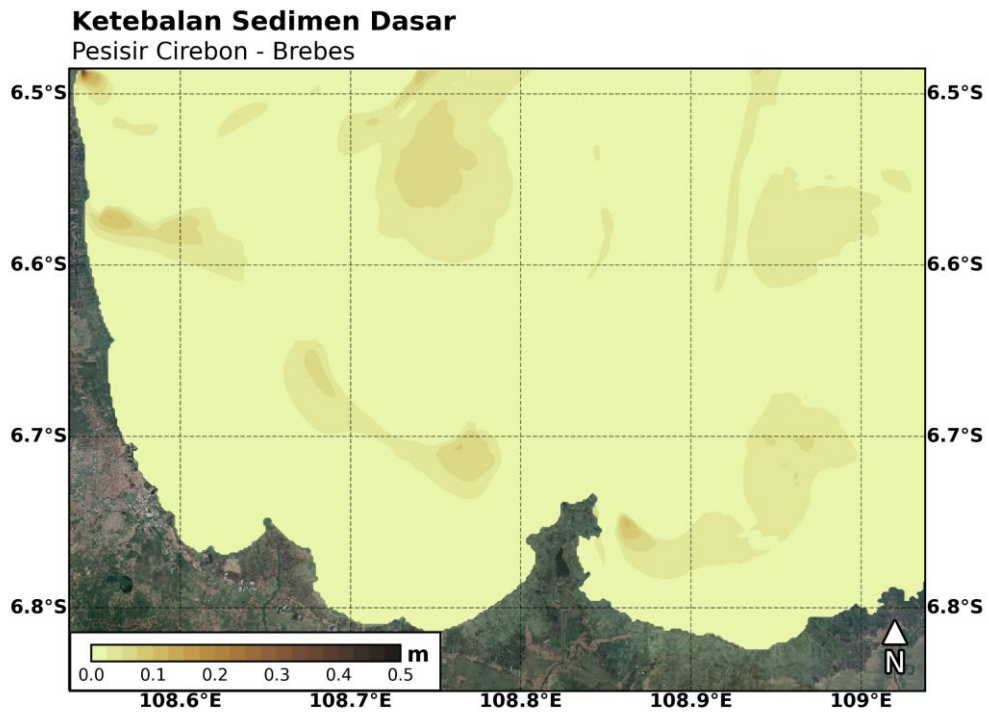 Ketebalan Sedimen Dasar
Pesisir Cirebon - Brebes
6.5°S 6.5°S
6.6°S 6.6°S
6.7°S 6.7°S
6.8°S 6.8°S
m
0.0 0.1 0.2 0.3 0.4 0.5
N
108.6°E 108.7°E 108.8°E 108.9°E 109°E